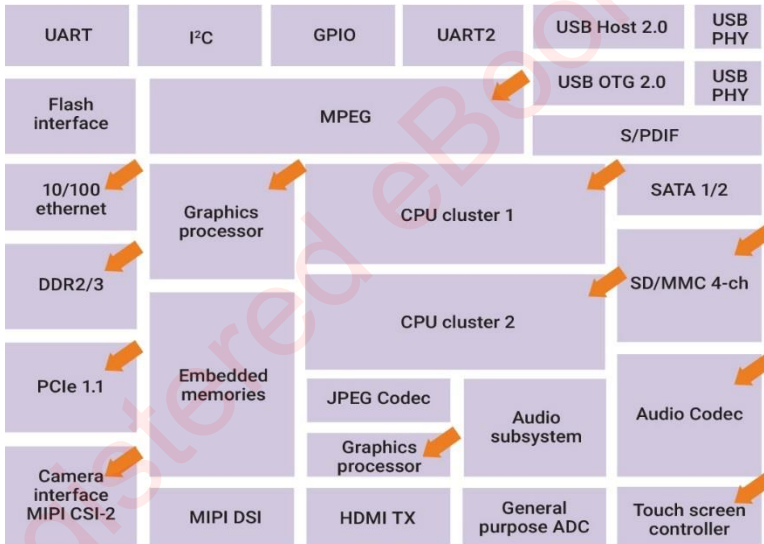 UART
I²C
GPIO
UART2
USB Host 2.0
USB
PHY
Flash
interface
MPEG
USB OTG 2.0
USB
PHY
S/PDIF
10/100
ethernet
Graphics
processor
CPU cluster 1
SATA 1/2
DDR2/3
CPU cluster 2
SD/MMC 4-ch
PCIe 1.1
Embedded
memories
JPEG Codec
Audio
subsystem
Audio Codec
Graphics
processor
Camera
interface
MIPI CSI-2
MIPI DSI
HDMI TX
General
purpose ADC
Touch screen
controller
istered eBoo